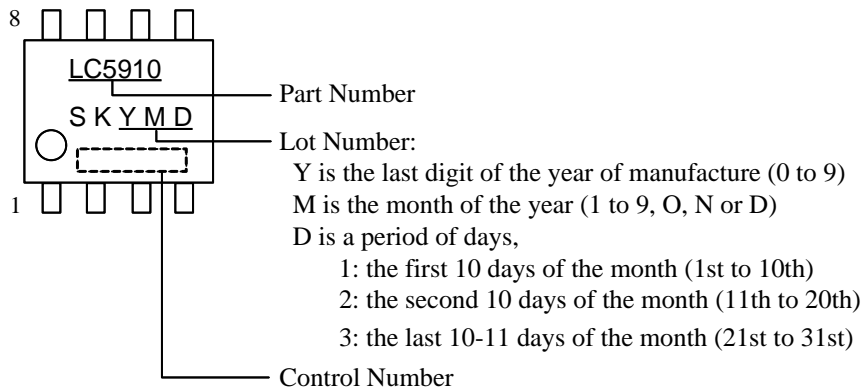 8
LC5910
Part Number
S K Y M D
Lot Number:
Y is the last digit of the year of manufacture (0 to 9)
M is the month of the year (1 to 9, O, N or D)
1
D is a period of days,
1: the first 10 days of the month (1st to 10th)
2: the second 10 days of the month (11th to 20th)
3: the last 10-11 days of the month (21st to 31st)
Control Number